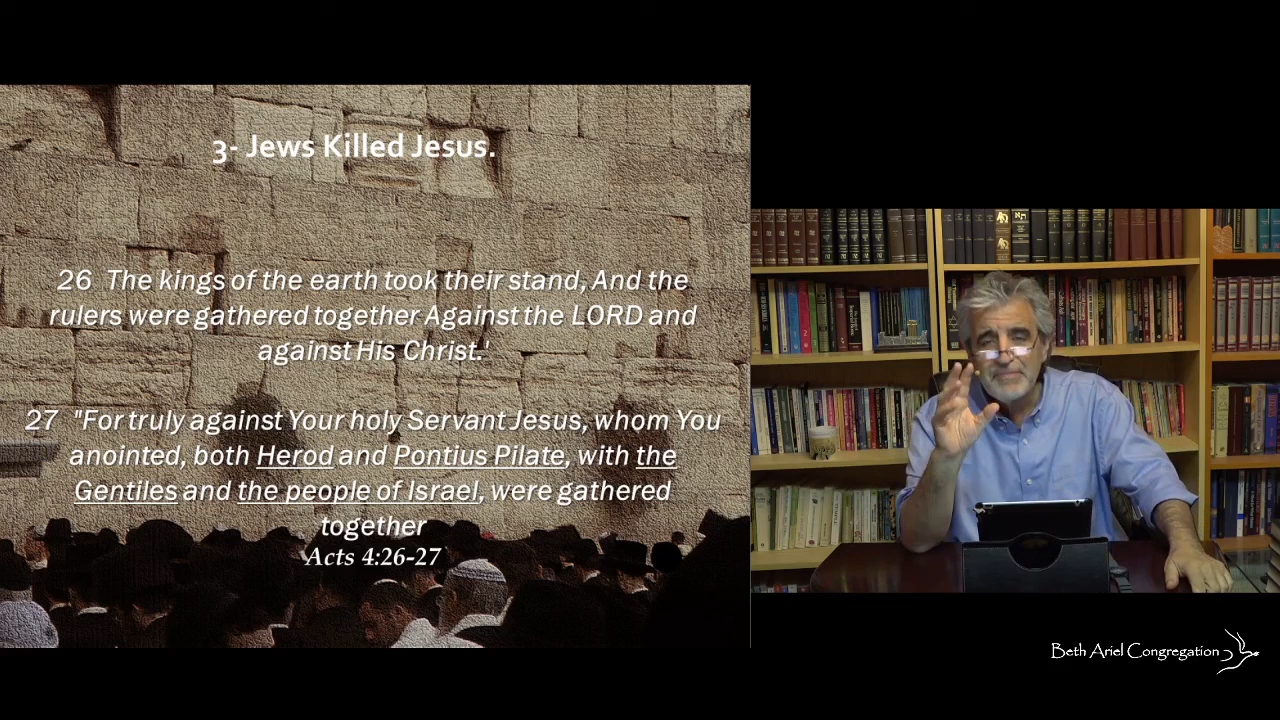 3- Jews Killed Jesus.
26 The kings of the earth took their stand, And the
rulers were gathered together Against the LORD and
against His Christ.'
27 "For truly against Your holy Servant Jesus, whom You
anointed, both Herod and Pontius Pilate, with the
Gentiles and the people of Israel, were gathered
together
Acts 4:26-27
Beth Ariel Congregation